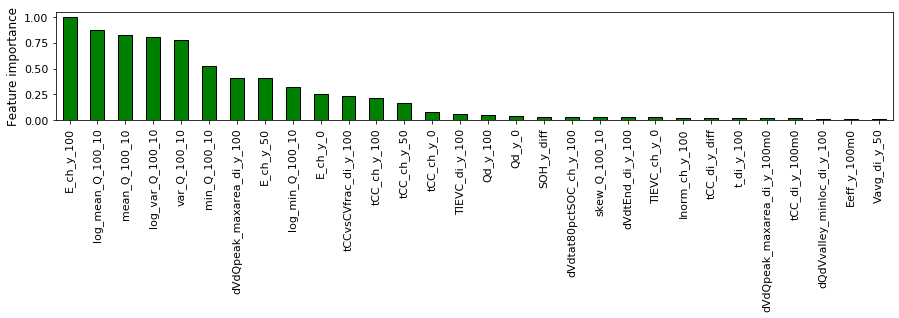 Feature importance
1.00
0.75
0.50
0.25
0.00
E_ch_y_100
log_mean_Q_100_10
mean_Q_100_10
log_var_Q_100_10
var_Q_100_10
min_Q_100_10
dVdQpeak_maxarea_di_y_100
E_ch_y_50
log_min_Q_100_10
E_ch_y_0
tCCvsCVfrac_di_y_100
tCC_ch_y_100
tCC_ch_y_50
tCC_ch_y_0
TIEVC_di_y_100
Qd_y_100
Qd_y_0
SOH_y_diff
dVdtat80pctSOC_ch_y_100
skew_Q_100_10
dVdtEnd_di_y_100
TIEVC_ch_y_0
Inorm_ch_y_100
tCC_di_y_diff
t_di_y_100
dVdQpeak_maxarea_di_y_100m0
tCC_di_y_100m0
dQdVvalley_minloc_di_y_100
Eeff_y_100m0
Vavg_di_y_50